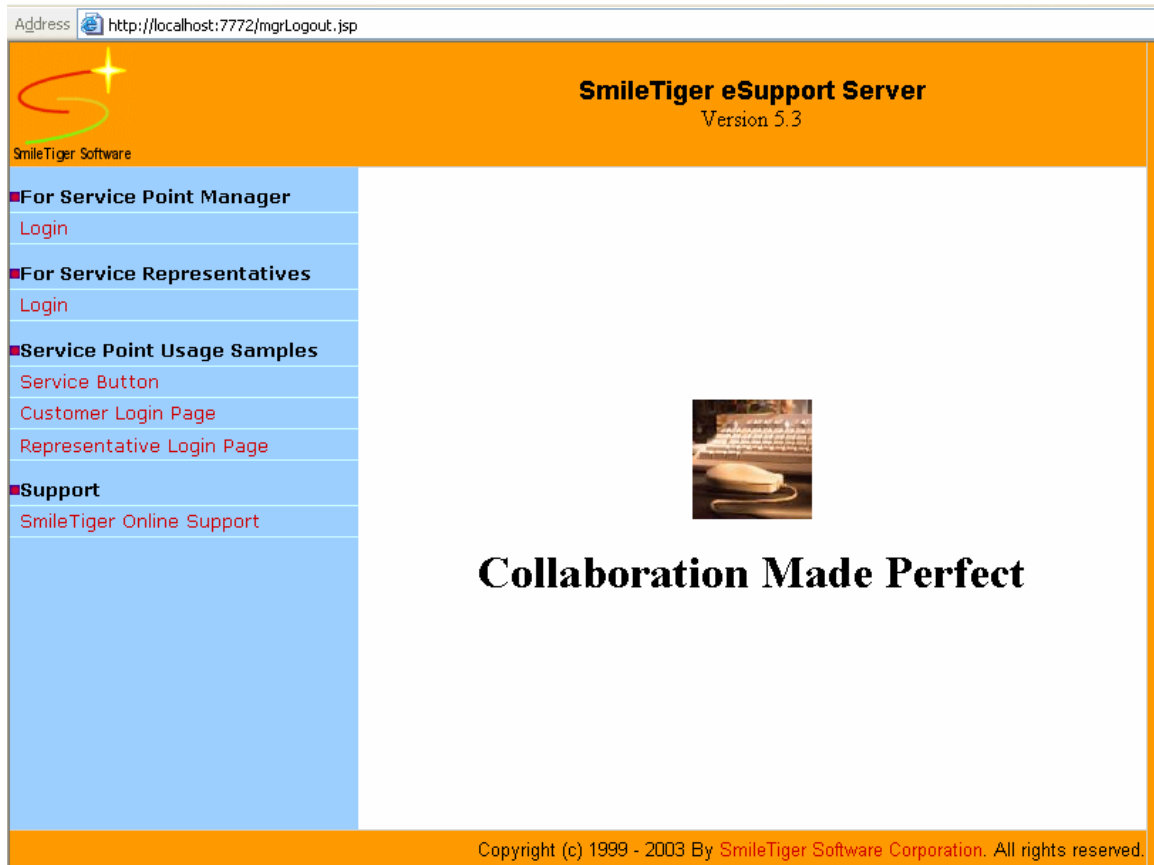 Address http://localhost:7772/mgrLogout.jsp
SmileTiger Software
SmileTiger eSupport Server
Version 5.3
For Service Point Manager
Login
For Service Representatives
Login
Service Point Usage Samples
Service Button
Customer Login Page
Representative Login Page
Support
SmileTiger Online Support
Collaboration Made Perfect
Copyright (c) 1999 - 2003 By SmileTiger Software Corporation. All rights reserved.